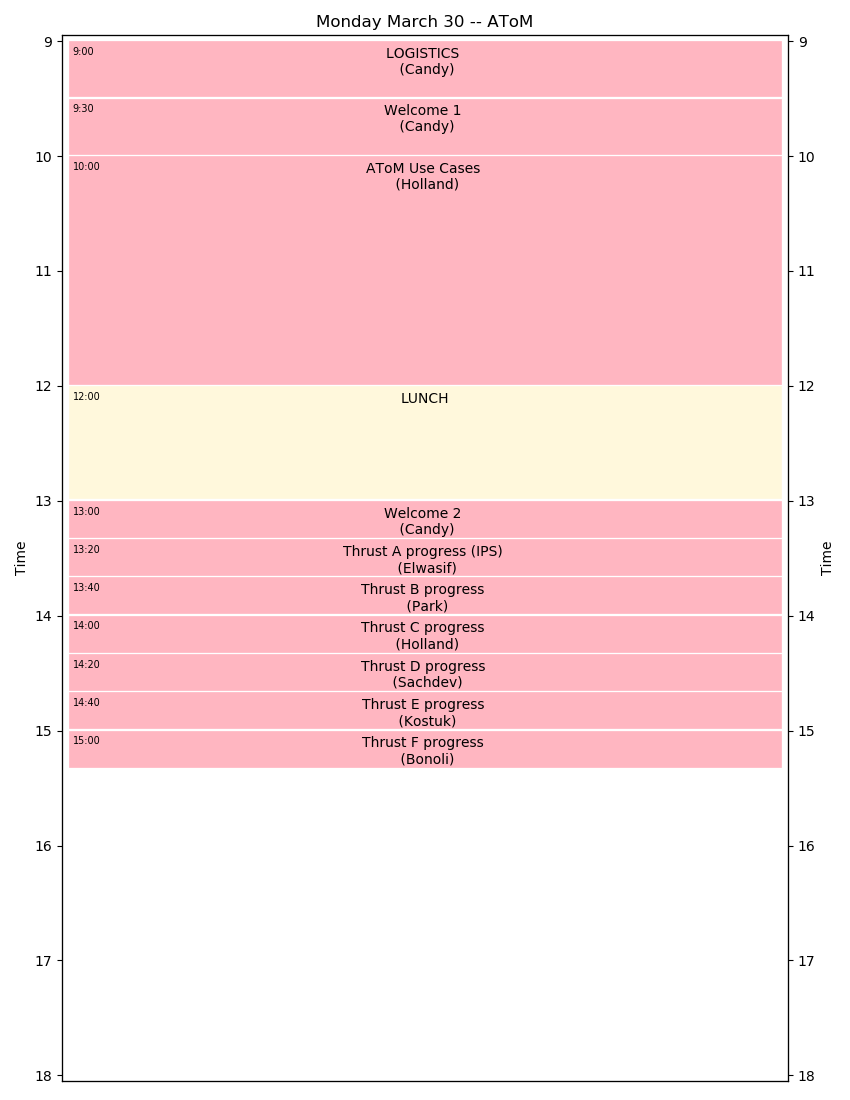 Monday March 30 -- AToM
9 9
9:00 LOGISTICS
(Candy)
9:30 Welcome 1
(Candy)
10 10
10:00 AToM Use Cases
(Holland)
11 11
12 12
12:00 LUNCH
13 13
13:00 Welcome 2
(Candy)
13:20 Thrust A progress (IPS)
(Elwasif)
Time Time
13:40 Thrust B progress
(Park)
14 14
14:00 Thrust C progress
(Holland)
14:20 Thrust D progress
(Sachdev)
14:40 Thrust E progress
(Kostuk)
15 15
15:00 Thrust F progress
(Bonoli)
16 16
17 17
18 18